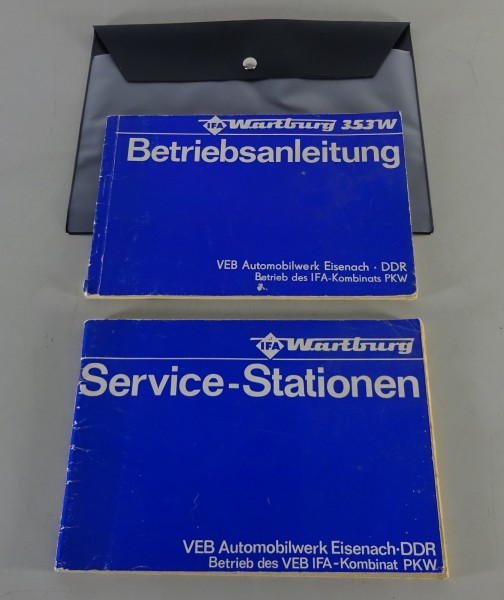 IFA Wartburg 353W
Betriebsanleitung
VEB Automobilwerk Eisenach · DDR
Betrieb des IFA-Kombinats PKW
IFA Wartburg
Service-Stationen
VEB Automobilwerk Eisenach·DDR
Betrieb des VEB IFA-Kombinat PKW